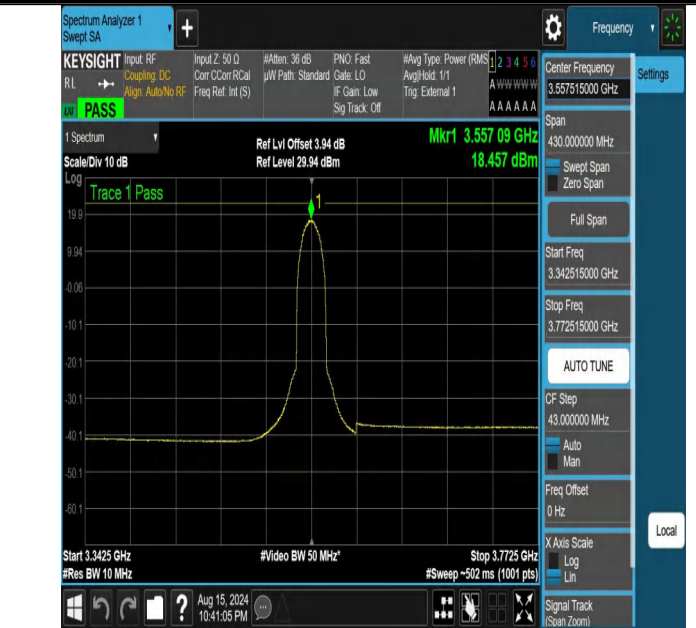 Spectrum Analyzer 1
Swept SA
+
Frequency
KEYSIGHT
RL
PASS
Input: RF
Coupling: DC
Align: Auto/No RF
Input Z: 50 Ω
Corr CCorr RCal
Freq Ref: Int (S)
#Atten: 36 dB
µW Path: Standard
PNO: Fast
Gate: LO
IF Gain: Low
Sig Track: Off
#Avg Type: Power (RMS
Avg|Hold: 1/1
Trig: External 1
1 2 3 4 5 6
A W W W W W
A A A A A A
1 Spectrum
Scale/Div 10 dB
Ref Lvl Offset 3.94 dB
Ref Level 29.94 dBm
Mkr1 3.557 09 GHz
18.457 dBm
Log
Trace 1 Pass
1
19.9
9.94
-0.06
-10.1
-20.1
-30.1
-40.1
-50.1
-60.1
Start 3.3425 GHz
#Res BW 10 MHz
#Video BW 50 MHz*
Stop 3.7725 GHz
#Sweep ~502 ms (1001 pts)
Center Frequency
3.557515000 GHz
Settings
Span
430.000000 MHz
Swept Span
Zero Span
Full Span
Start Freq
3.342515000 GHz
Stop Freq
3.772515000 GHz
AUTO TUNE
CF Step
43.000000 MHz
Auto
Man
Freq Offset
0 Hz
X Axis Scale
Log
Lin
Local
Signal Track
(Span Zoom)
?
Aug 15, 2024
10:41:05 PM